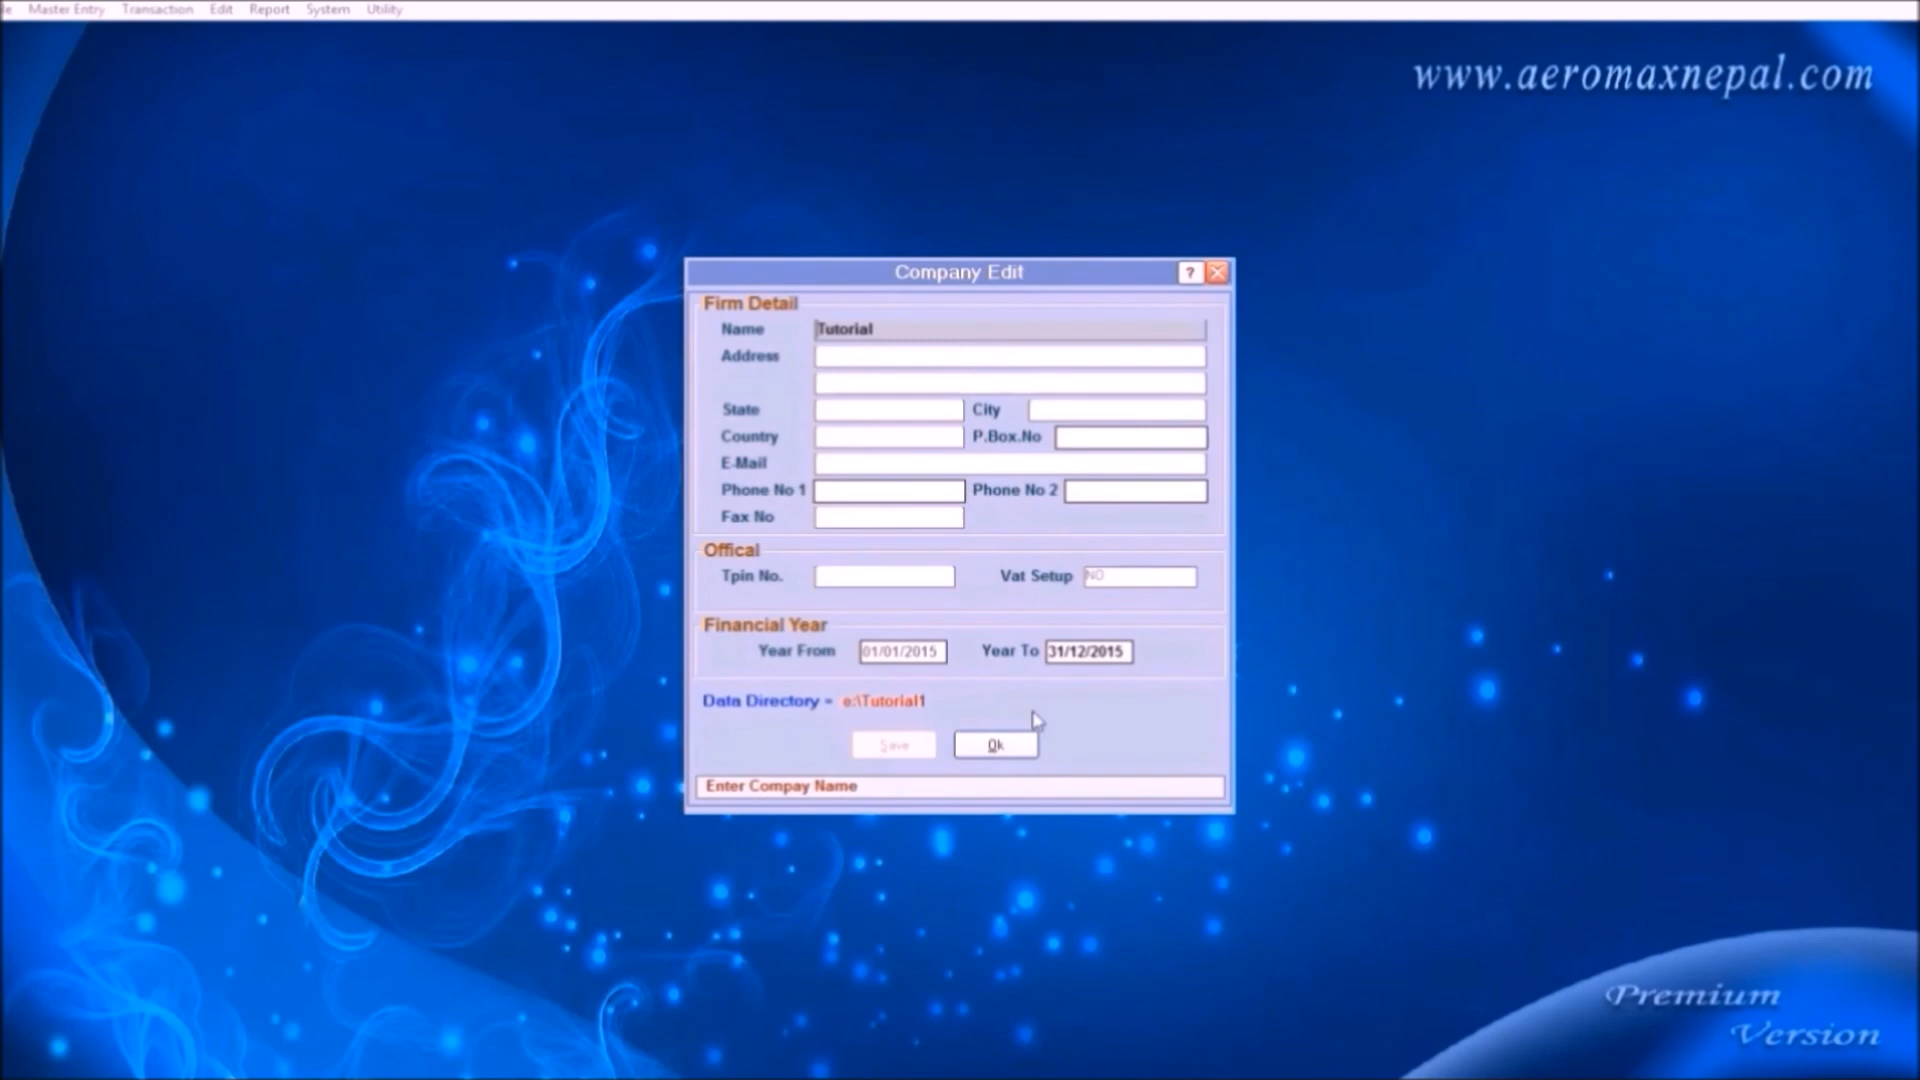 Master Entry Transaction Edit Report System Utility
www.aeromaxnepal.com
Company Edit ?
Firm Detail
Name Tutorial
Address
State City
Country P.Box.No
E-Mail
Phone No 1 Phone No 2
Fax No
Offical
Tpin No. Vat Setup NO
Financial Year
Year From 01/01/2015 Year To 31/12/2015
Data Directory = e:\Tutorial1
Save Ok
Enter Compay Name
Premium
Version